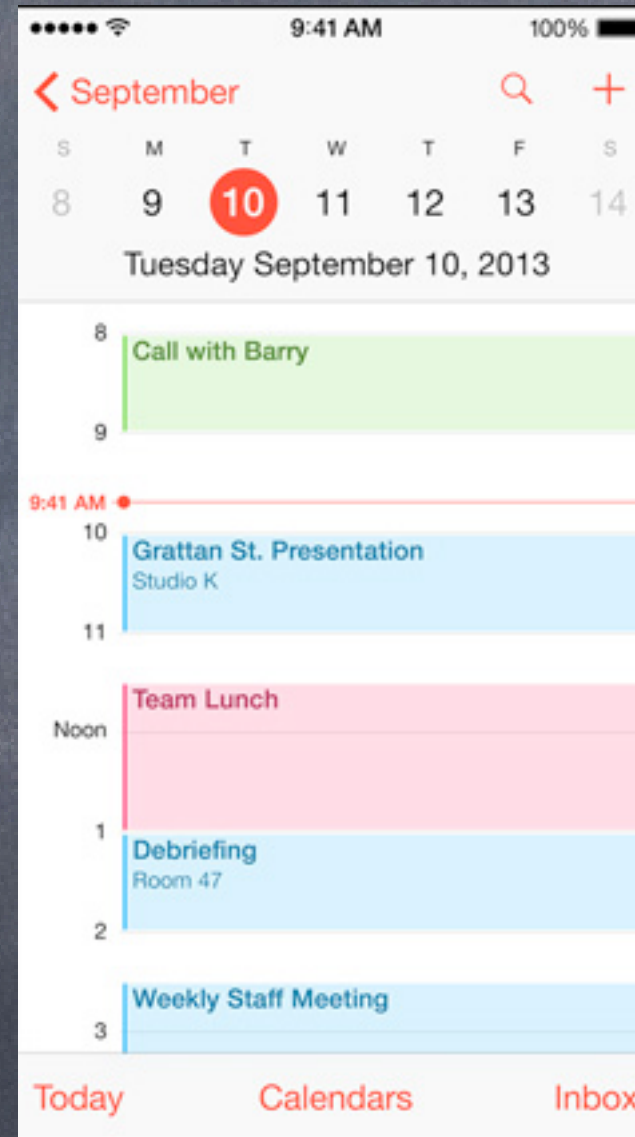 9:41 AM 100%
September
S M T W T F S
8 9 10 11 12 13 14
Tuesday September 10, 2013
8
Call with Barry
9
9:41 AM
10
Grattan St. Presentation
Studio K
11
Team Lunch
Noon
1
Debriefing
Room 47
2
Weekly Staff Meeting
3
Today Calendars Inbox